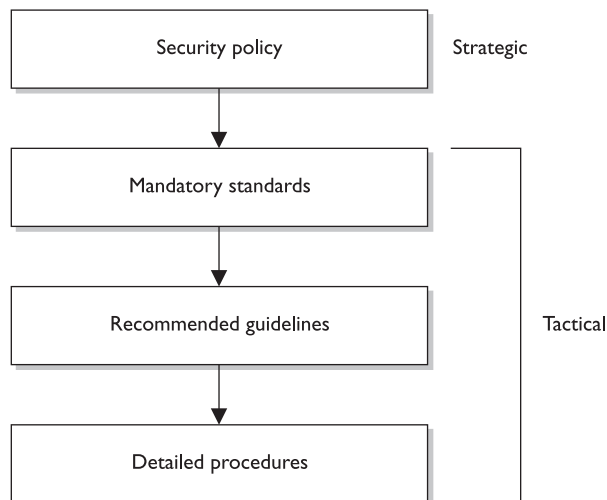 Security policy
Strategic
Mandatory standards
Recommended guidelines
Tactical
Detailed procedures